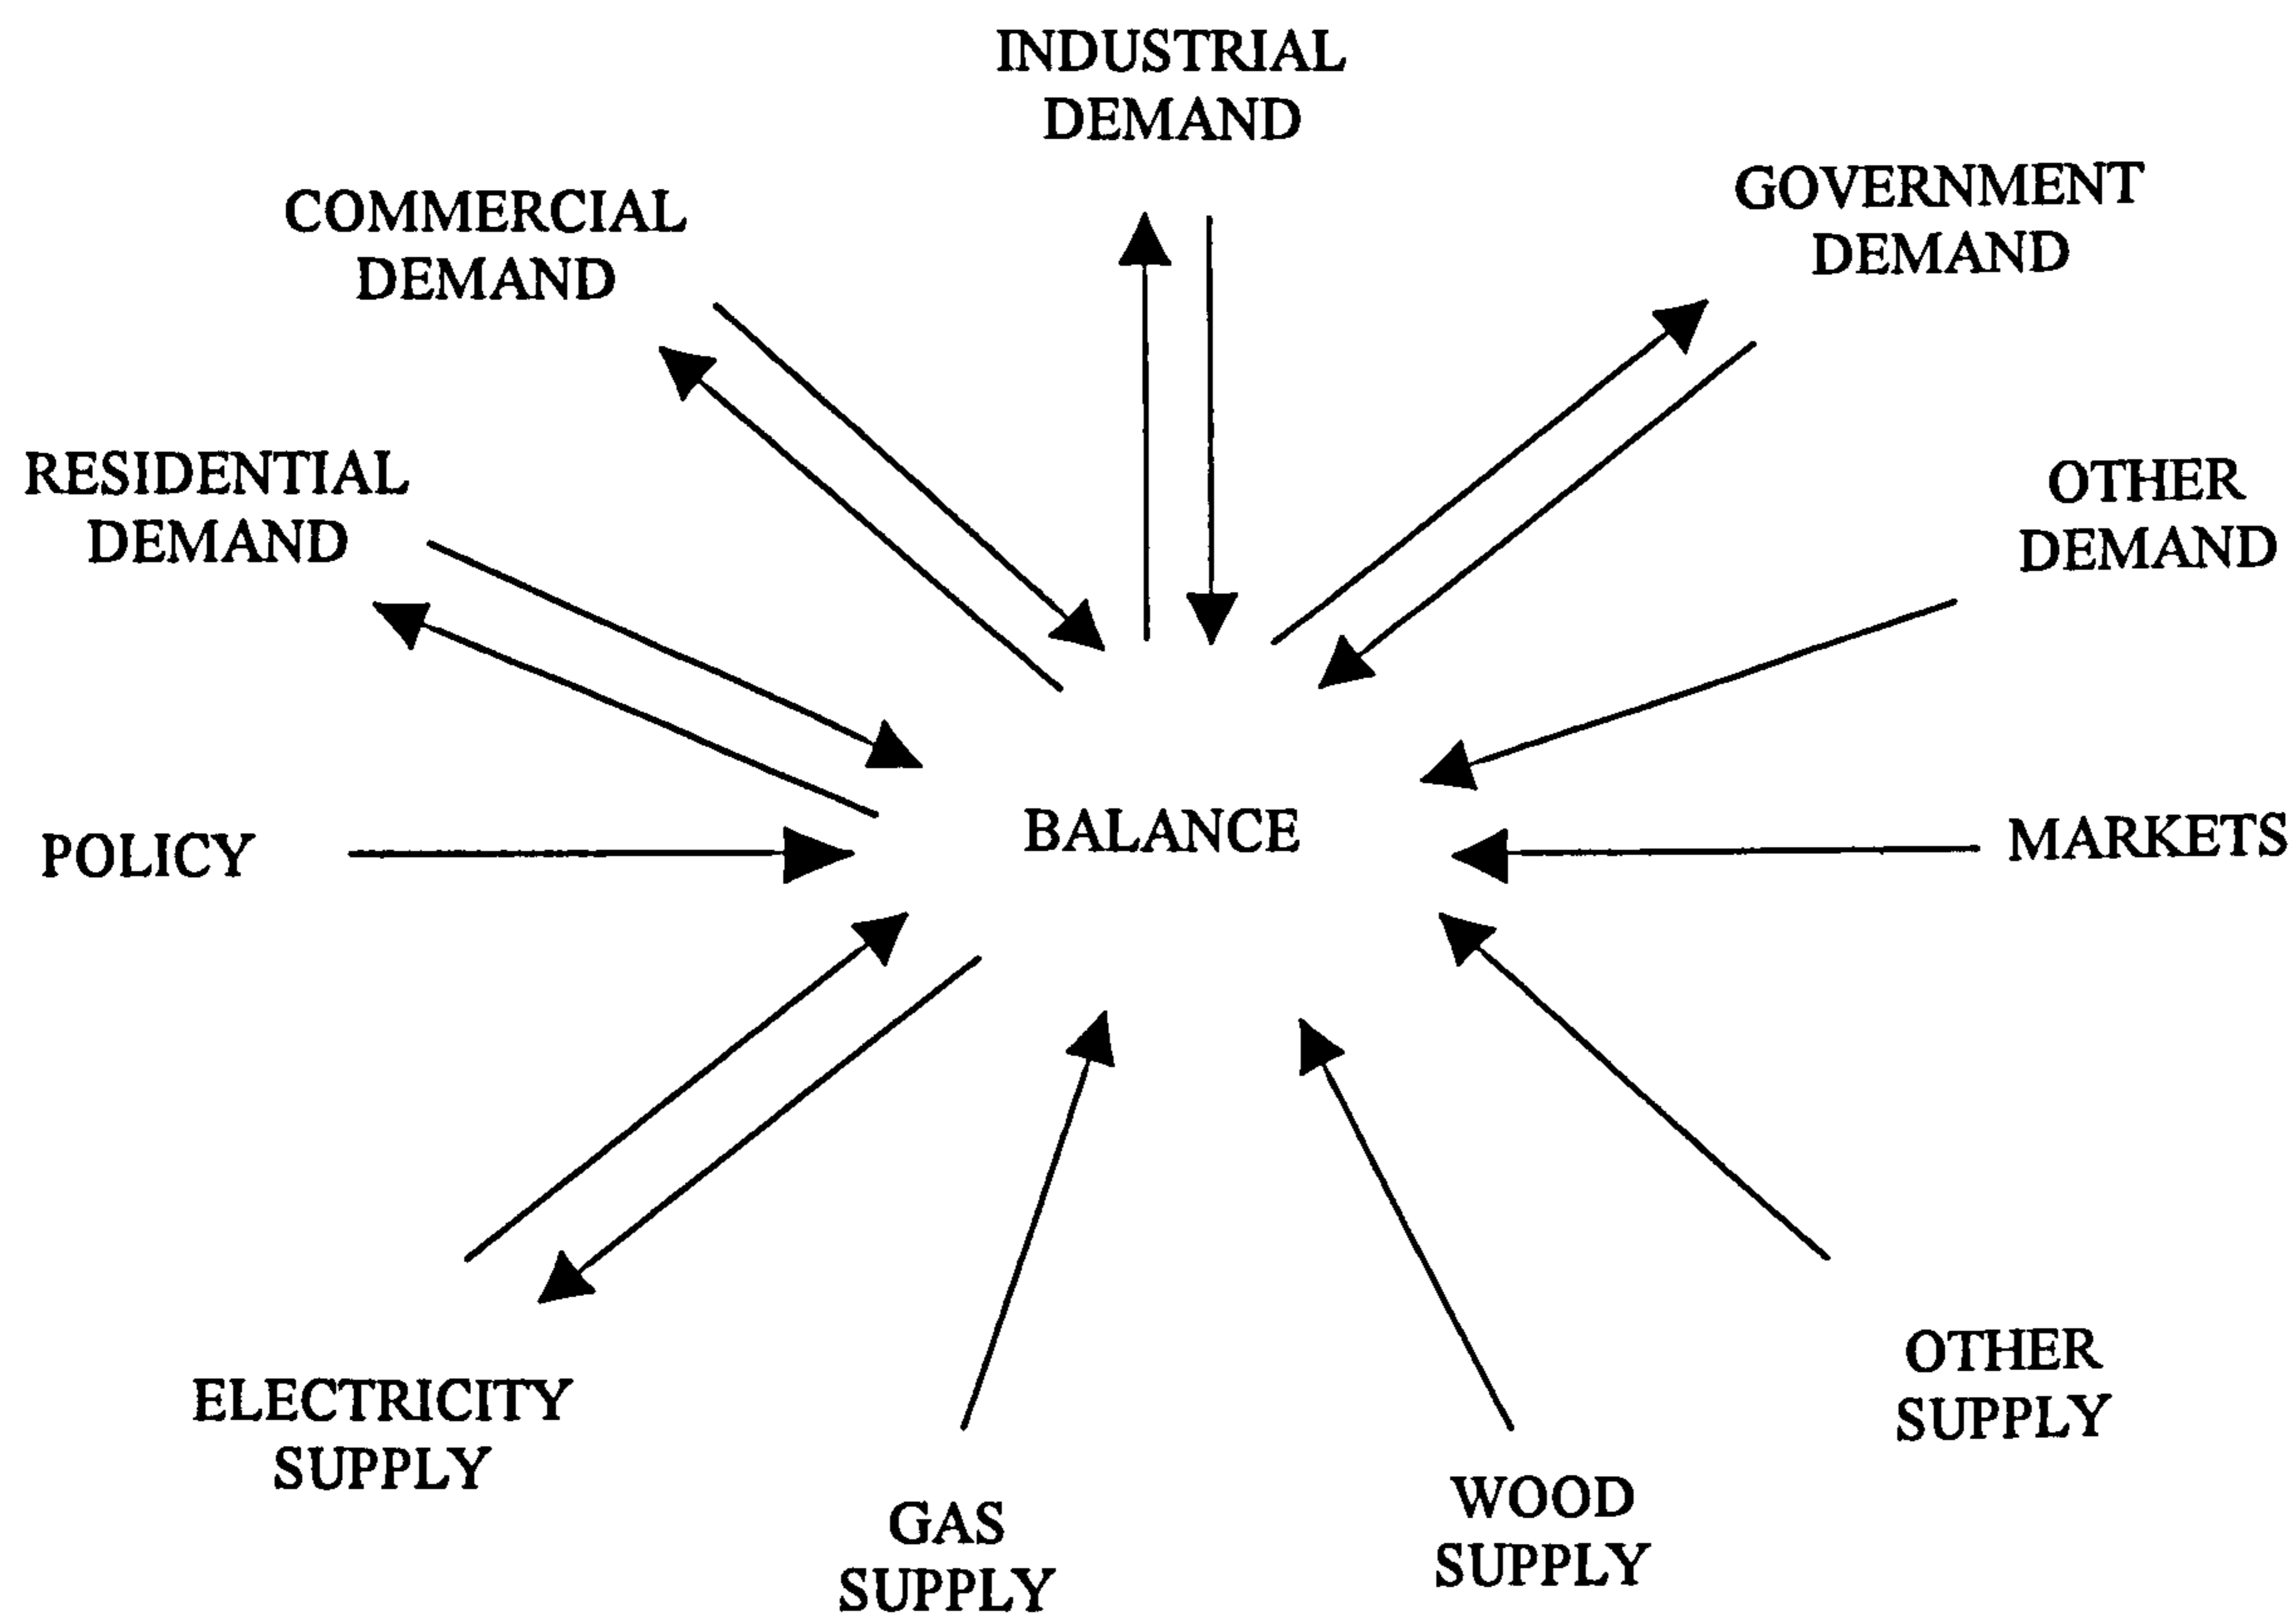 INDUSTRIAL
DEMAND
COMMERCIAL
DEMAND
GOVERNMENT
DEMAND
RESIDENTIAL
DEMAND
OTHER
DEMAND
POLICY
BALANCE
MARKETS
ELECTRICITY
SUPPLY
GAS
SUPPLY
WOOD
SUPPLY
OTHER
SUPPLY